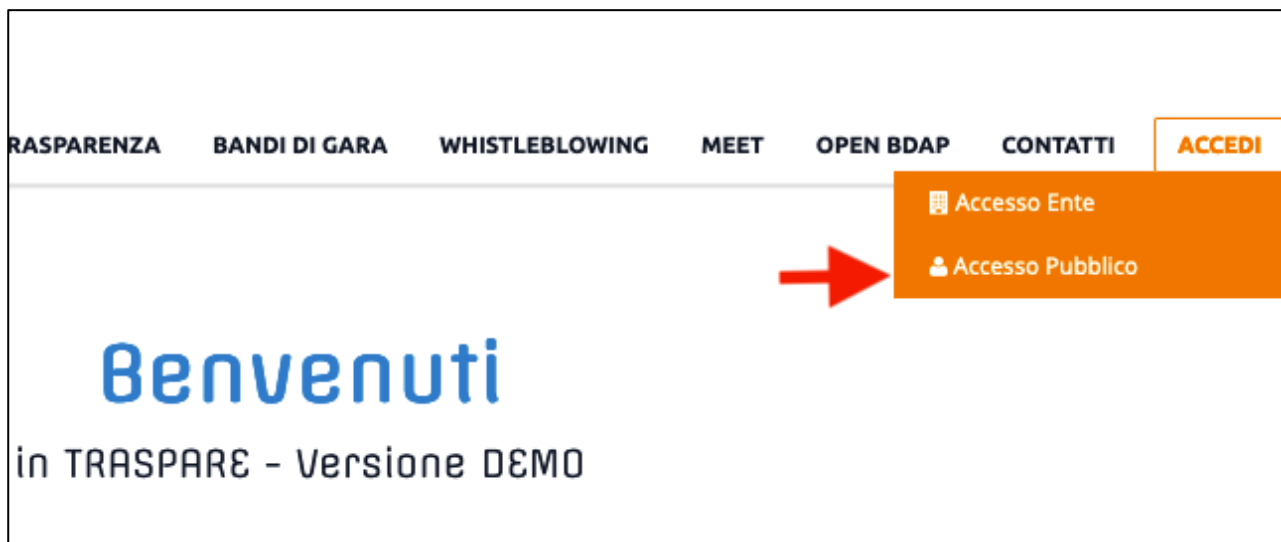 RASPARENZA BANDI DI GARA WHISTLEBLOWING MEET OPEN BDAP CONTATTI ACCEDI
Accesso Ente
Accesso Pubblico
Benvenuti
in TRASPARE - Versione DEMO